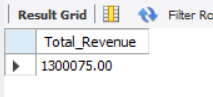 Result Grid Filter Ro
Total_Revenue
1300075.00